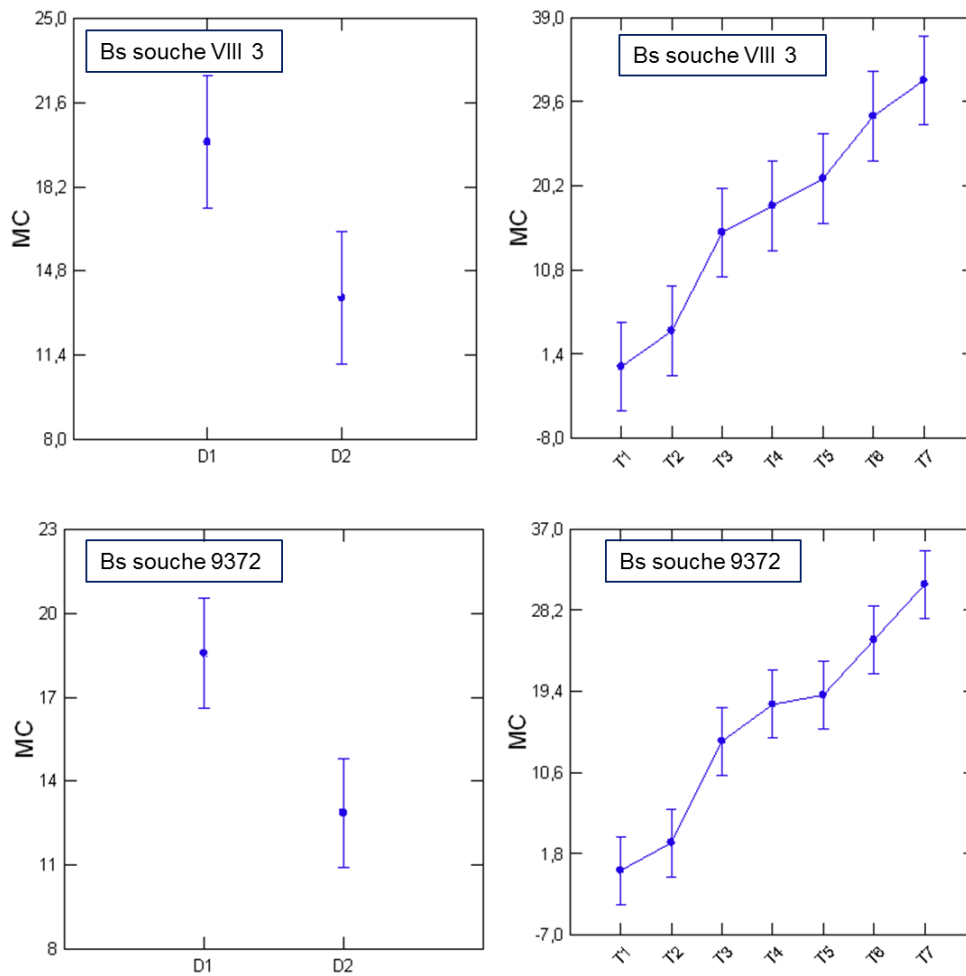 25,0
21,6
18,2
14,8
11,4
8,0
MC
Bs souche VIII 3
D1 D2
39,0
29,6
20,2
10,8
1,4
-8,0
MC
Bs souche VIII 3
T1 T2 T3 T4 T5 T6 T7
23
20
17
14
11
8
MC
Bs souche 9372
D1 D2
37,0
28,2
19,4
10,6
1,8
-7,0
MC
Bs souche 9372
T1 T2 T3 T4 T5 T6 T7